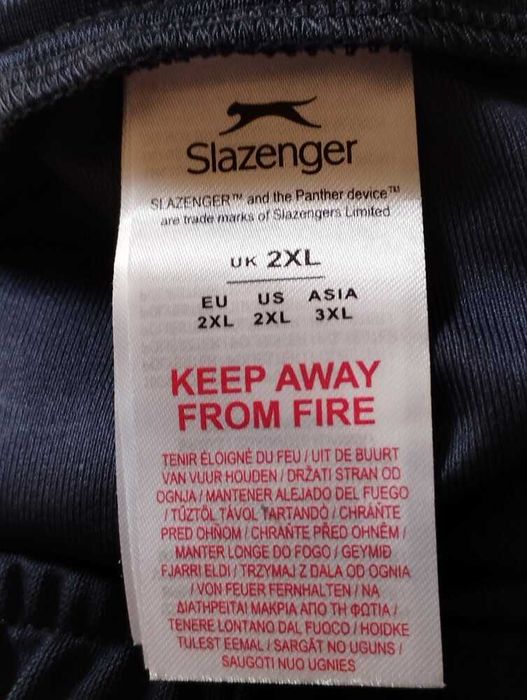 Slazenger
SLAZENGER™ and the Panther device™
are trade marks of Slazengers Limited
UK 2XL
EU US ASIA
2XL 2XL 3XL
KEEP AWAY
FROM FIRE
TENIR ÉLOIGNÉ DU FEU / UIT DE BUURT
VAN VUUR HOUDEN / DRŽATI STRAN OD
OGNJA / MANTENER ALEJADO DEL FUEGO
/ TŰZTŐL TÁVOL TARTANDÓ / CHRÁŇTE
PRED OHŇOM / CHRAŇTE PŘED OHNĚM /
MANTER LONGE DO FOGO / GEYMIÐ
FJARRI ELDI / TRZYMAJ Z DALA OD OGNIA
/ VON FEUER FERNHALTEN / NA
ΔΙΑΤΗΡΕΙΤΑΙ ΜΑΚΡΙΑ ΑΠΟ ΤΗ ΦΩΤΙΑ /
TENERE LONTANO DAL FUOCO / HOIDKE
TULEST EEMAL / SARGĀT NO UGUNS /
SAUGOTI NUO UGNIES